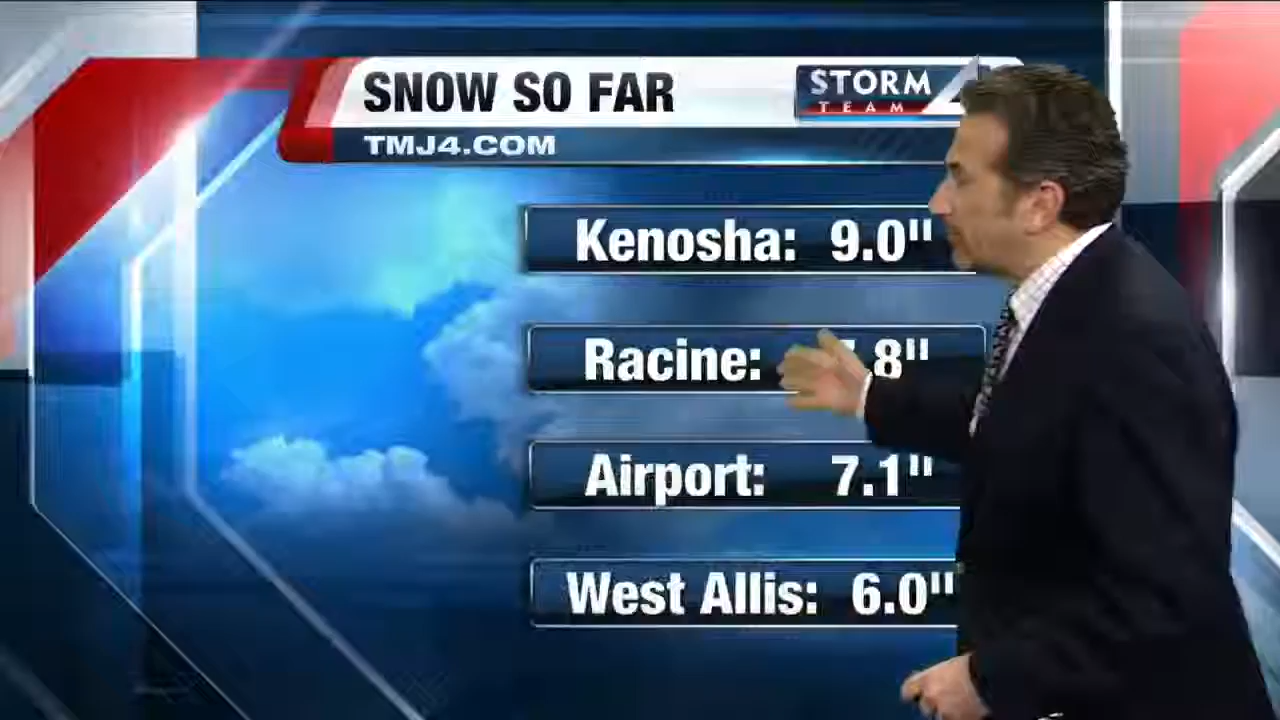 SNOW SO FAR
STORM
TEAM
TMJ4.COM
Kenosha: 9.0"
Racine: .8"
Airport: 7.1"
West Allis: 6.0"